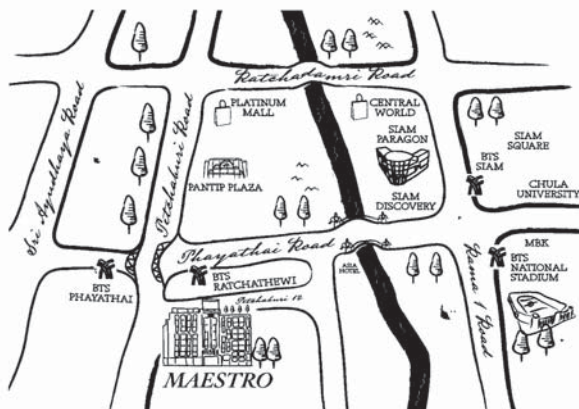 Ratchadamri Road
PLATINUM
MALL
CENTRAL
WORLD
Sri Ayudhaya Road
Petchaburi Road
SIAM
PARAGON
SIAM
SQUARE
BTS
SIAM
PANTIP PLAZA
CHULA
UNIVERSITY
SIAM
DISCOVERY
Phayathai Road
MBK
BTS
NATIONAL
STADIUM
Rama 1 Road
ASIA
HOTEL
BTS
PHAYATHAI
BTS
RATCHATHEWI
Petchaburi 12
MAESTRO